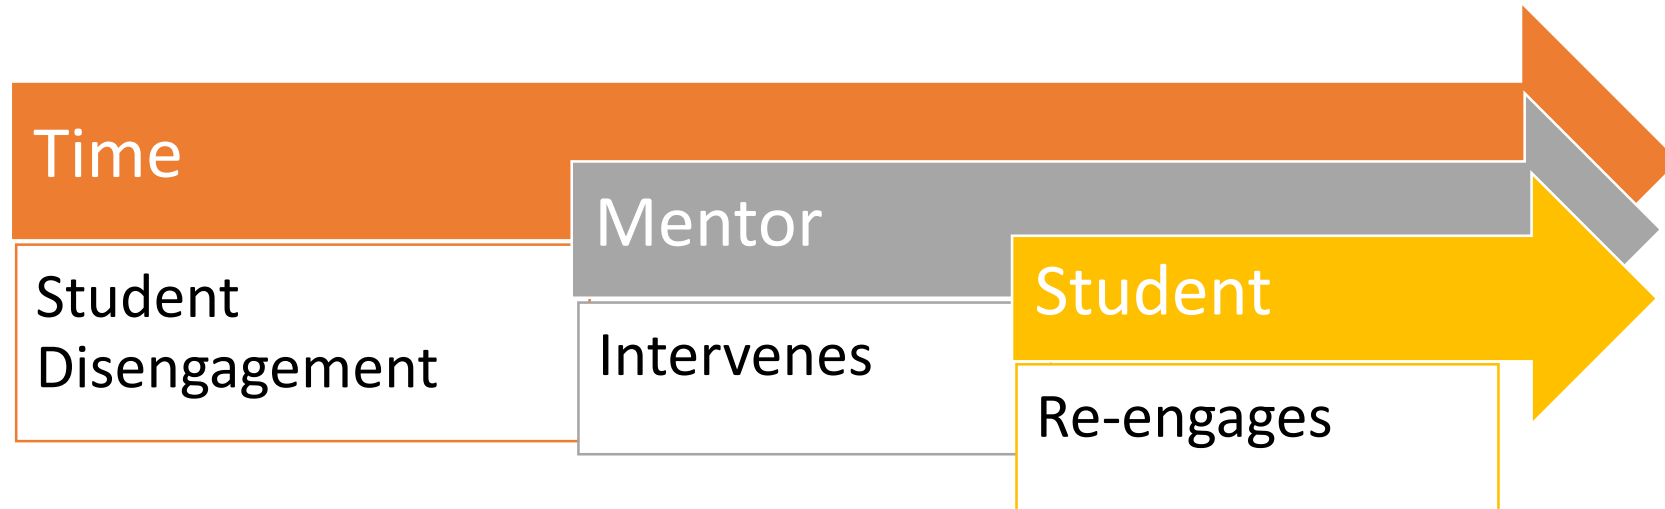 Time
Student
Disengagement
Mentor
Intervenes
Student
Re-engages